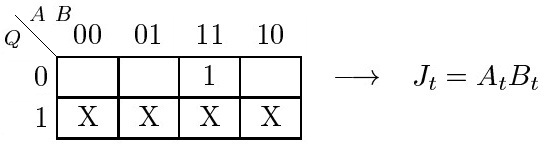 A B
Q 00 01 11 10
0 1 ⟶ J_t = A_t B_t
1 X X X X